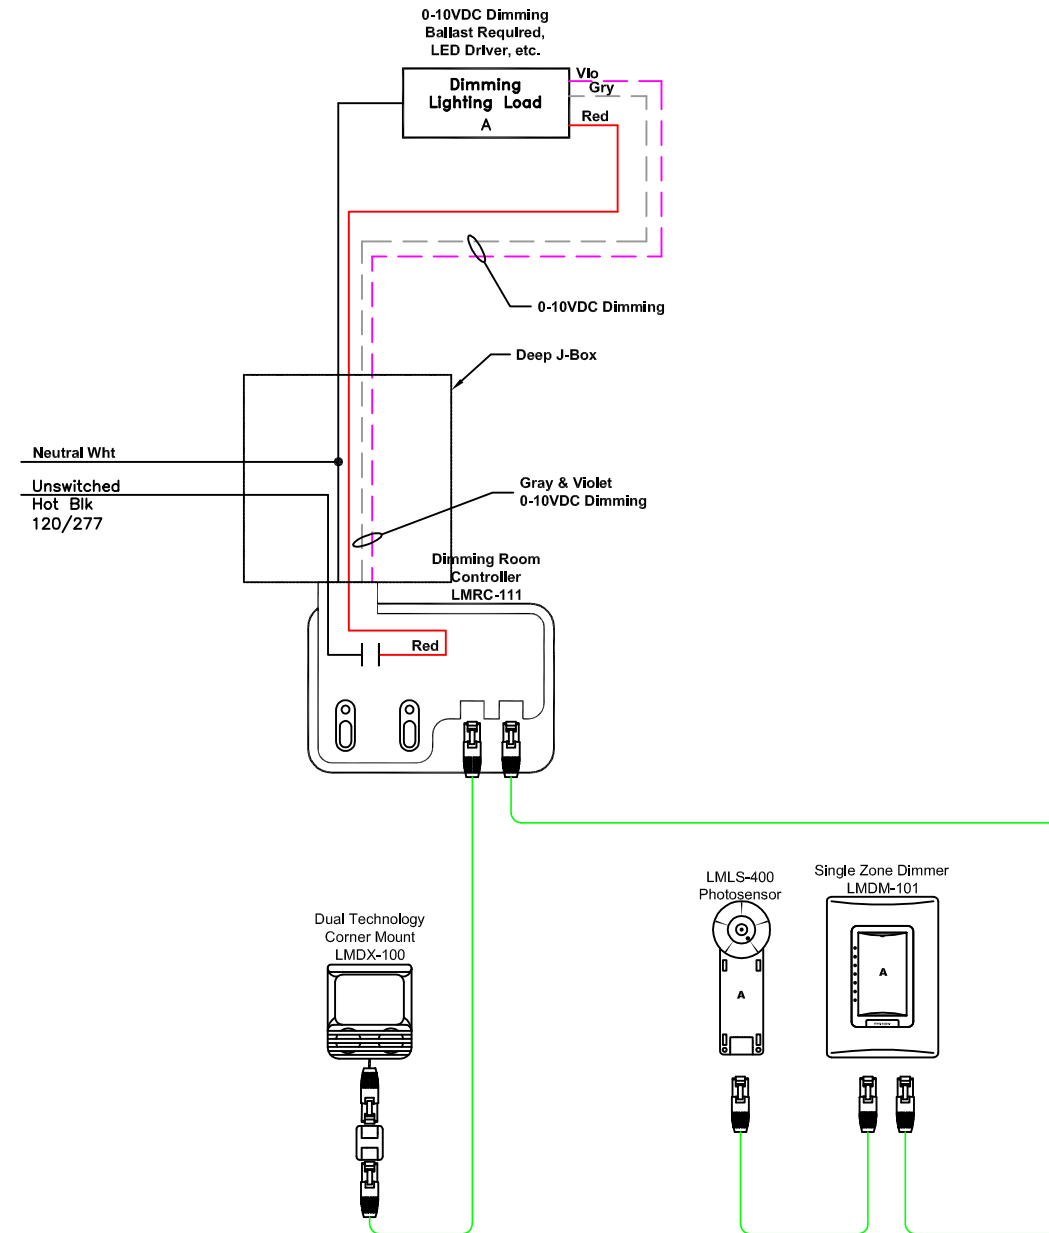 0-10VDC Dimming
Ballast Required,
LED Driver, etc.
Dimming
Lighting Load
A
Vio
Gry
Red
0-10VDC Dimming
Deep J-Box
Neutral Wht
Unswitched
Hot Blk
120/277
Gray & Violet
0-10VDC Dimming
Dimming Room
Controller
LMRC-111
Red
Dual Technology
Corner Mount
LMDX-100
LMLS-400
Photosensor
A
Single Zone Dimmer
LMDM-101
A